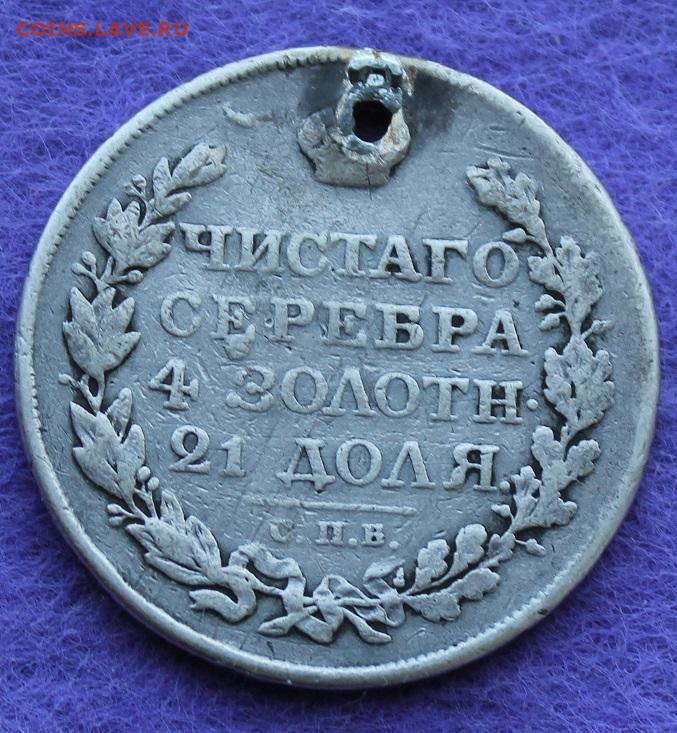 COINS.LAVE.RU
ЧИСТАГО
СЕРЕБРА
4 ЗОЛОТН.
21 ДОЛЯ.
С.П.Б.